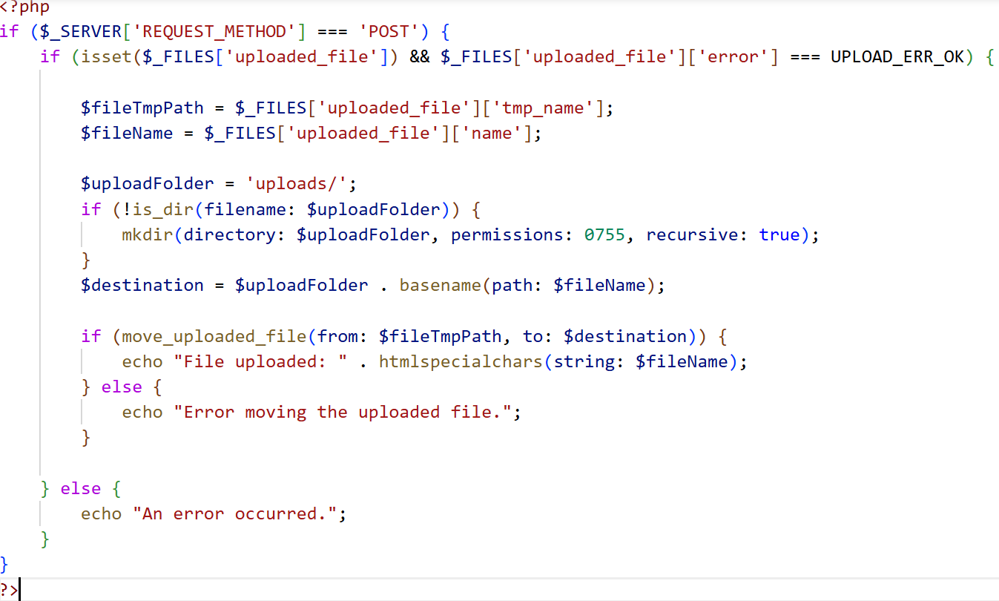 <?php
if ($_SERVER['REQUEST_METHOD'] === 'POST') {
    if (isset($_FILES['uploaded_file']) && $_FILES['uploaded_file']['error'] === UPLOAD_ERR_OK) {

        $fileTmpPath = $_FILES['uploaded_file']['tmp_name'];
        $fileName = $_FILES['uploaded_file']['name'];

        $uploadFolder = 'uploads/';
        if (!is_dir(filename: $uploadFolder)) {
            mkdir(directory: $uploadFolder, permissions: 0755, recursive: true);
        }
        $destination = $uploadFolder . basename(path: $fileName);

        if (move_uploaded_file(from: $fileTmpPath, to: $destination)) {
            echo "File uploaded: " . htmlspecialchars(string: $fileName);
        } else {
            echo "Error moving the uploaded file.";
        }

    } else {
        echo "An error occurred.";
    }
}
?>